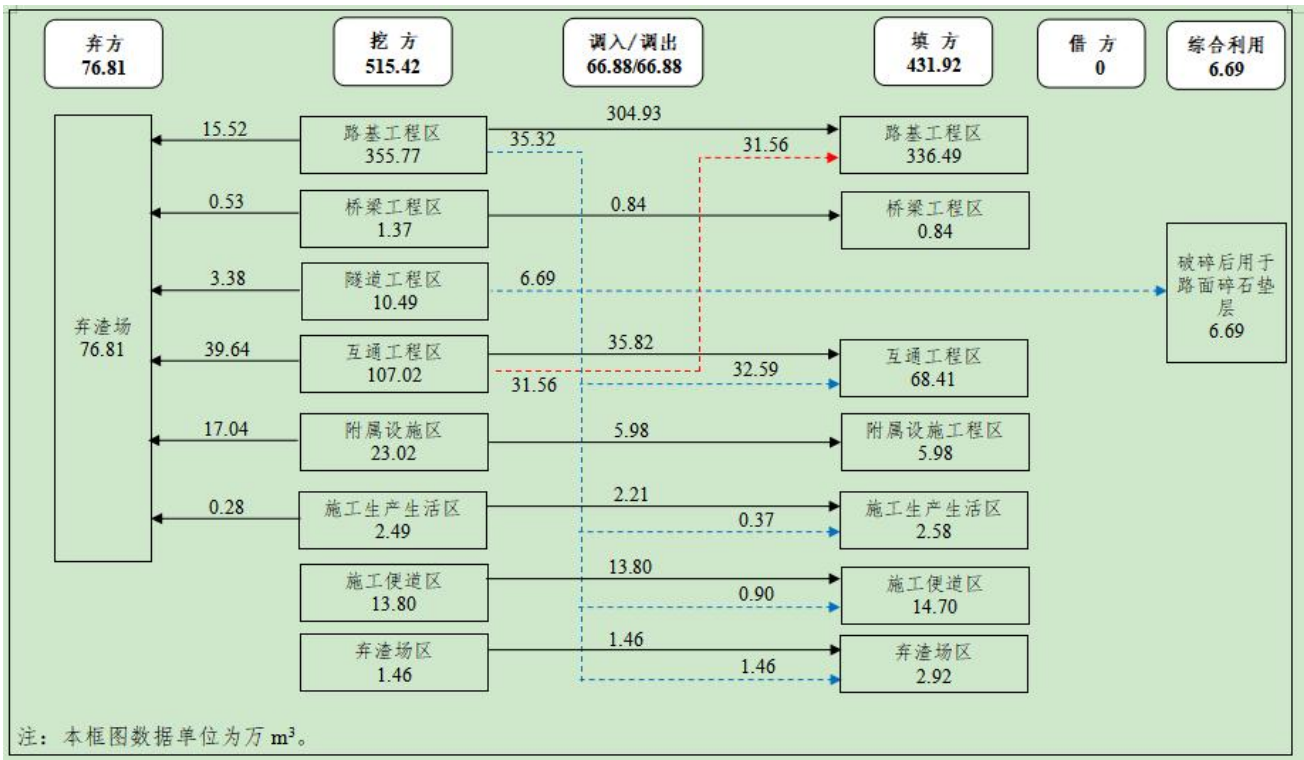 弃方
76.81
挖 方
515.42
调入/调出
66.88/66.88
填 方
431.92
借 方
0
综合利用
6.69
15.52
路基工程区
355.77
304.93
35.32
31.56
路基工程区
336.49
0.53
桥梁工程区
1.37
0.84
桥梁工程区
0.84
3.38
隧道工程区
10.49
6.69
破碎后用于
路面碎石垫
层
6.69
弃渣场
76.81
39.64
互通工程区
107.02
35.82
31.56
32.59
互通工程区
68.41
17.04
附属设施区
23.02
5.98
附属设施工程区
5.98
0.28
施工生产生活区
2.49
2.21
0.37
施工生产生活区
2.58
施工便道区
13.80
13.80
0.90
施工便道区
14.70
弃渣场区
1.46
1.46
1.46
弃渣场区
2.92
注：本框图数据单位为万 m³。